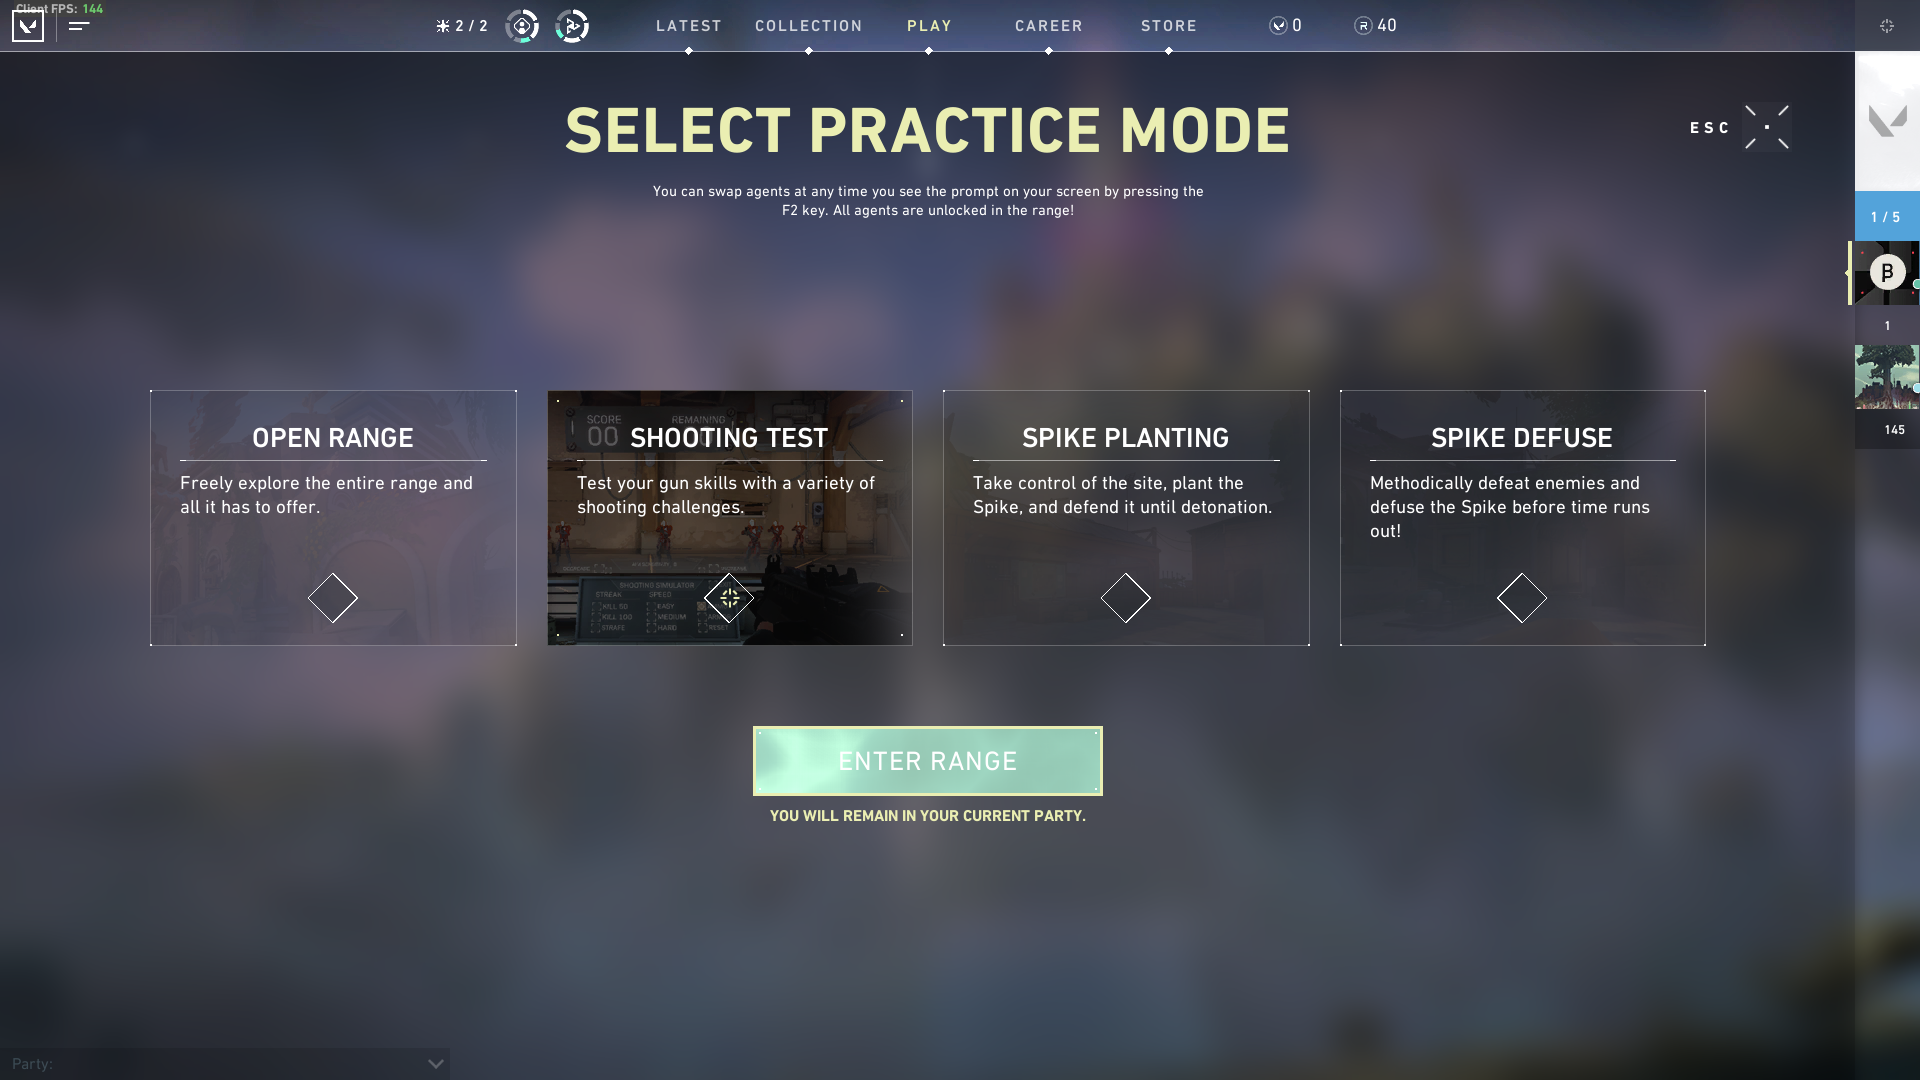 Client FPS: 144
2 / 2
LATEST
COLLECTION
PLAY
CAREER
STORE
0
R 40
SELECT PRACTICE MODE
ESC
You can swap agents at any time you see the prompt on your screen by pressing the
F2 key. All agents are unlocked in the range!
1 / 5
β
1
145
OPEN RANGE
Freely explore the entire range and
all it has to offer.
SCORE
REMAINING
00
SHOOTING TEST
Test your gun skills with a variety of
shooting challenges.
SHOOTING SIMULATOR
STREAK
SPEED
KILL 50
EASY
KILL 100
MEDIUM
STRAFE
HARD
RESET
SPIKE PLANTING
Take control of the site, plant the
Spike, and defend it until detonation.
SPIKE DEFUSE
Methodically defeat enemies and
defuse the Spike before time runs
out!
ENTER RANGE
YOU WILL REMAIN IN YOUR CURRENT PARTY.
Party: